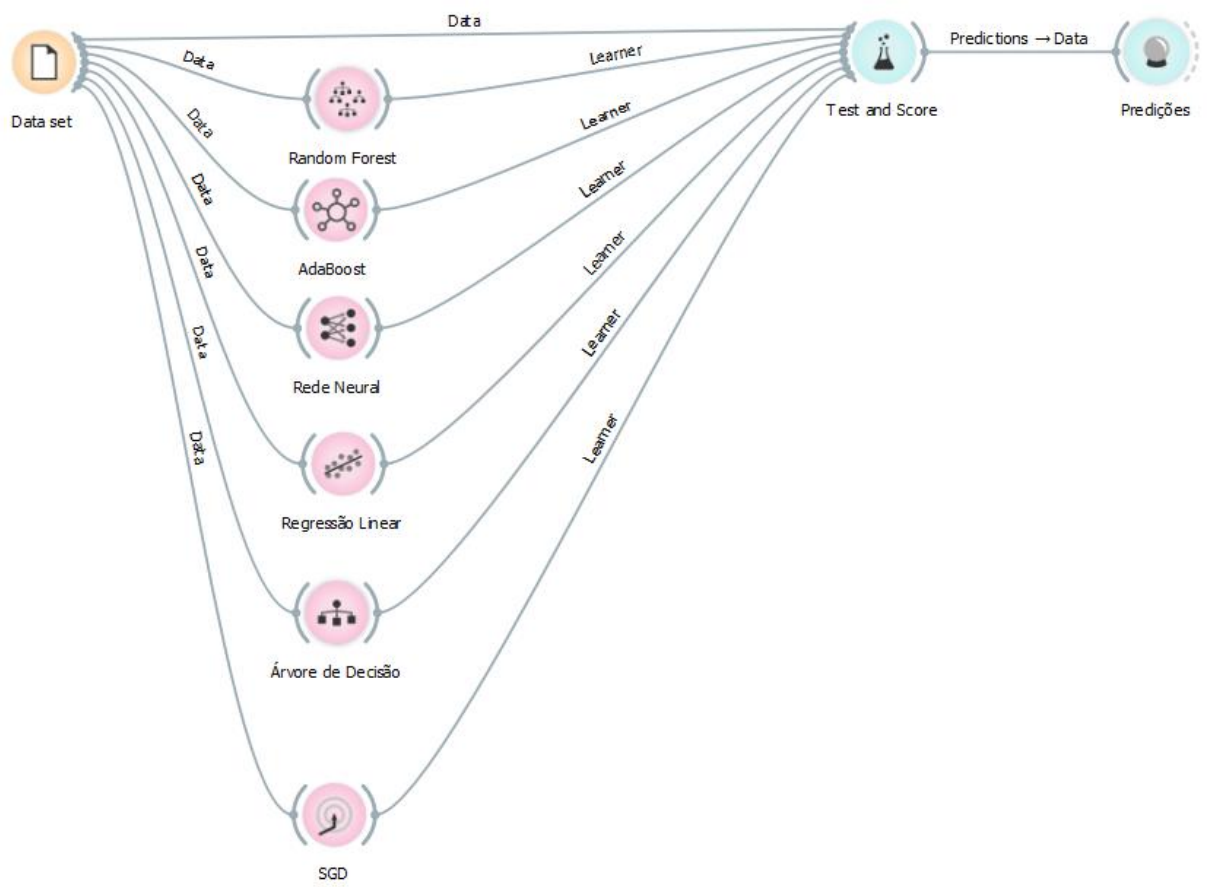 Data
Data
Learner
Predictions → Data
Data set
Random Forest
Test and Score
Predições
Data
Learner
AdaBoost
Data
Learner
Rede Neural
Data
Learner
Regressão Linear
Data
Learner
Árvore de Decisão
Data
Learner
SGD